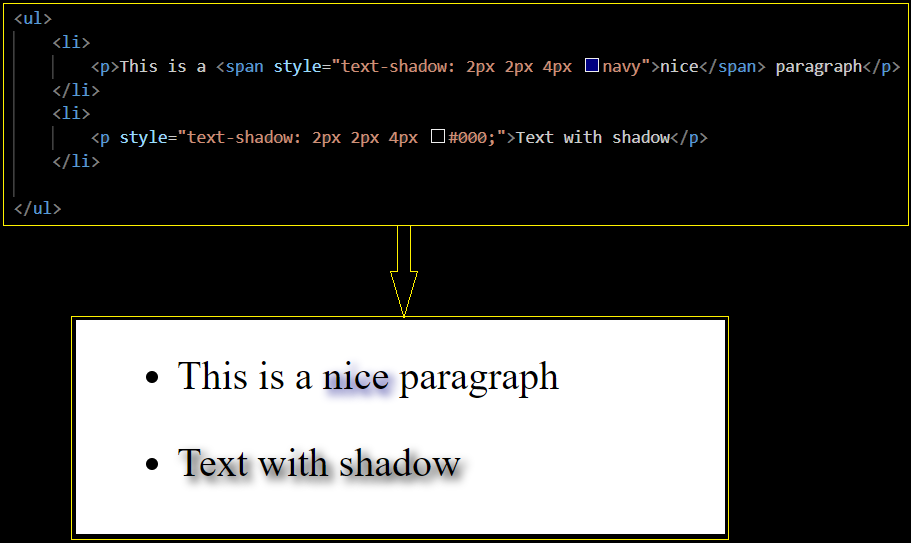 <ul>
<li>
<p>This is a <span style="text-shadow: 2px 2px 4px navy">nice</span> paragraph</p>
</li>
<li>
<p style="text-shadow: 2px 2px 4px #000;">Text with shadow</p>
</li>
</ul>
• This is a nice paragraph
• Text with shadow